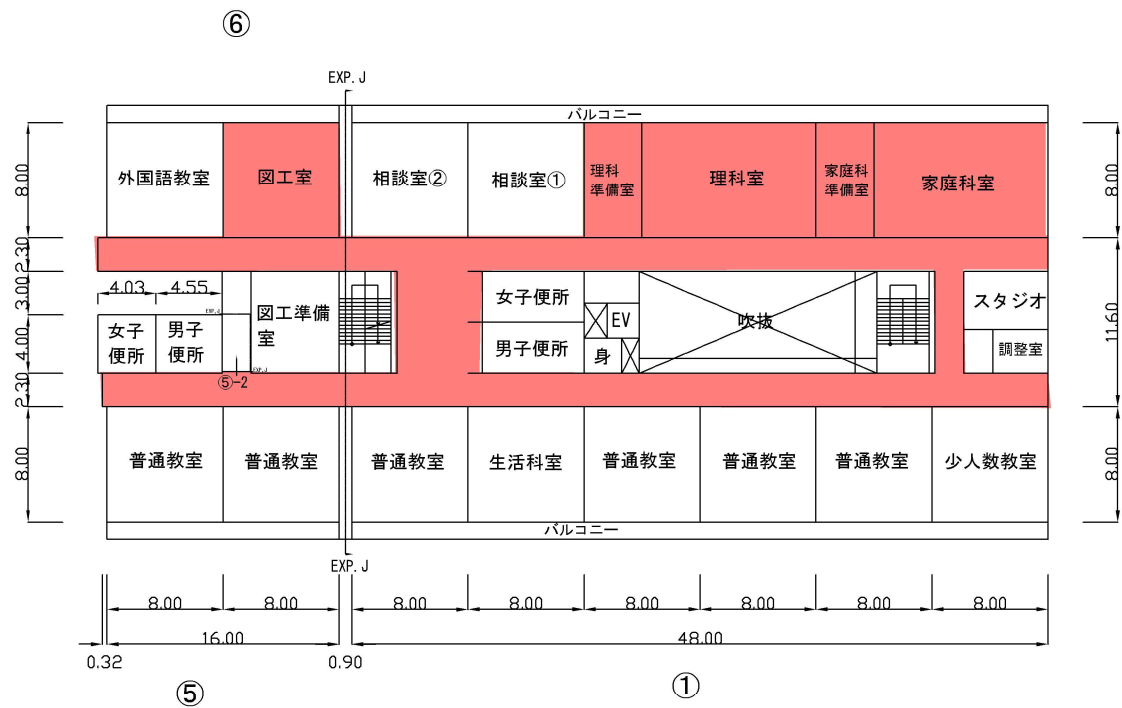 ⑥
EXP.J
バルコニー
8.00
外国語教室
図工室
相談室②
相談室①
理科
準備室
理科室
家庭科
準備室
家庭科室
8.00
2.30
3.00
4.03
4.55
EXP.J
図工準備
室
女子便所
EV
吹抜
スタジオ
11.60
4.00
女子
便所
男子
便所
男子便所
身
調整室
⑤-2
EXP.J
2.30
8.00
普通教室
普通教室
普通教室
生活科室
普通教室
普通教室
普通教室
少人数教室
8.00
バルコニー
EXP.J
8.00
8.00
8.00
8.00
8.00
8.00
8.00
8.00
16.00
48.00
0.32
0.90
⑤
①